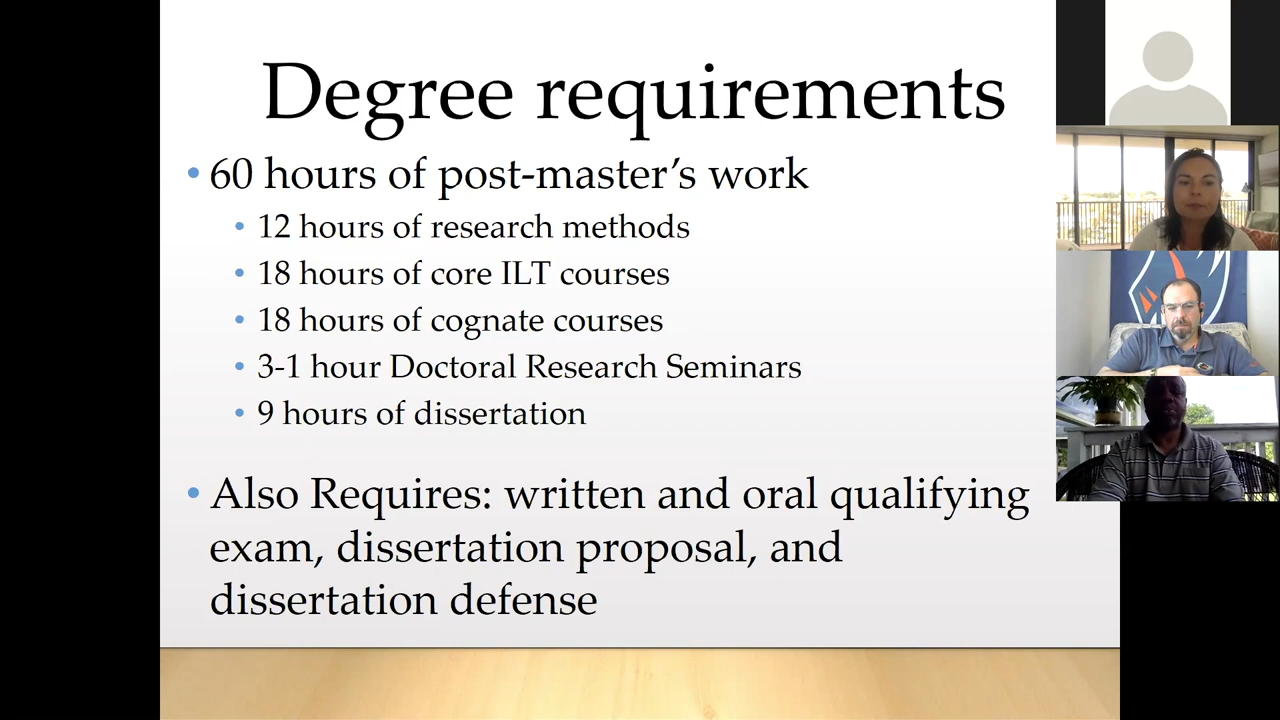 Degree requirements
• 60 hours of post-master’s work
• 12 hours of research methods
• 18 hours of core ILT courses
• 18 hours of cognate courses
• 3-1 hour Doctoral Research Seminars
• 9 hours of dissertation
• Also Requires: written and oral qualifying
exam, dissertation proposal, and
dissertation defense